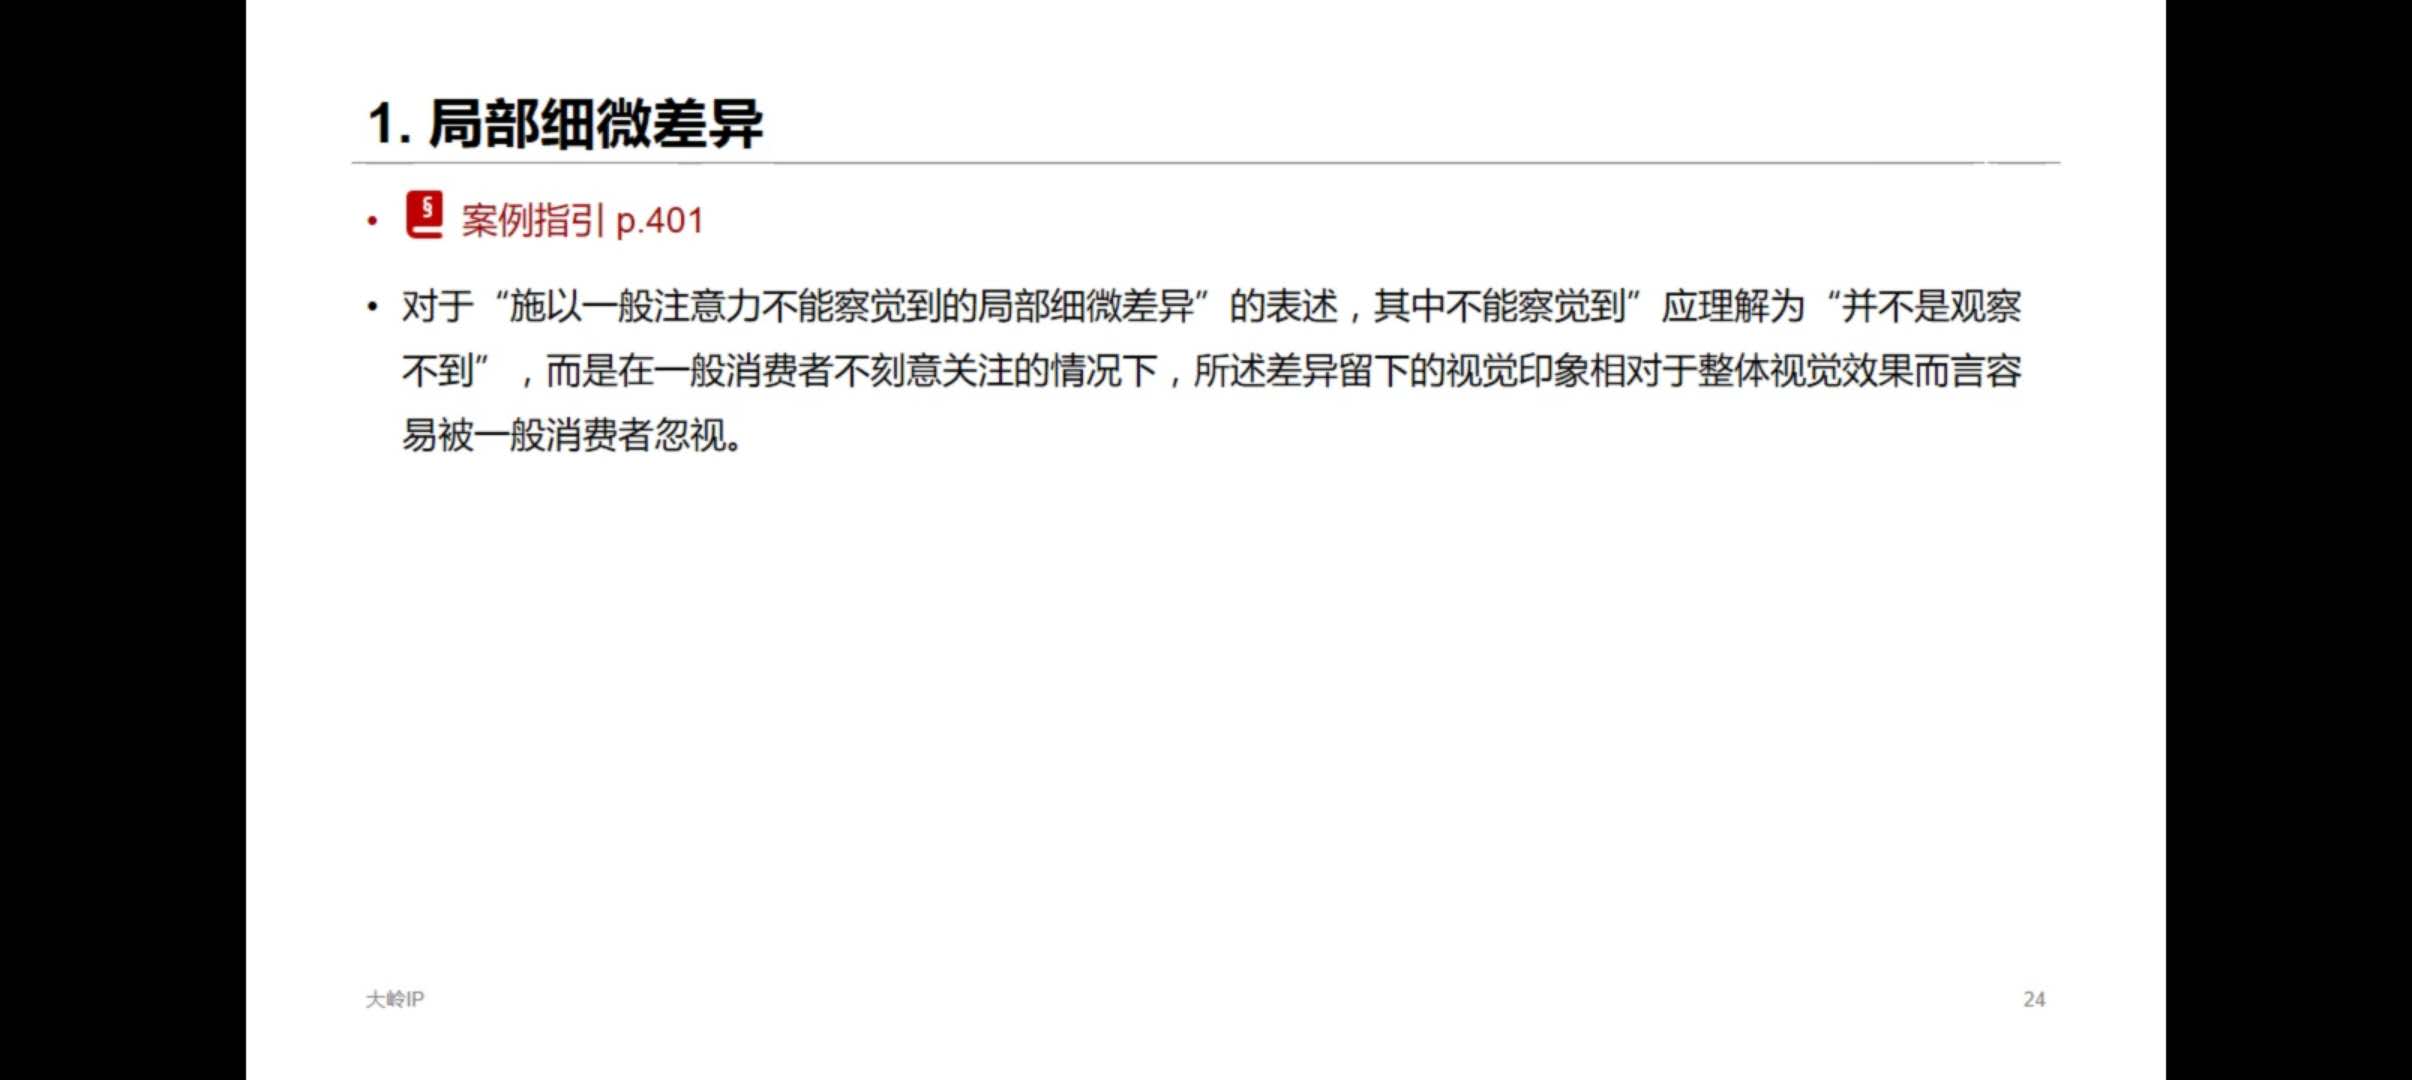 1. 局部细微差异
• § 案例指引 p.401
• 对于“施以一般注意力不能察觉到的局部细微差异”的表述，其中不能察觉到”应理解为“并不是观察
不到”，而是在一般消费者不刻意关注的情况下，所述差异留下的视觉印象相对于整体视觉效果而言容
易被一般消费者忽视。
大岭IP
24